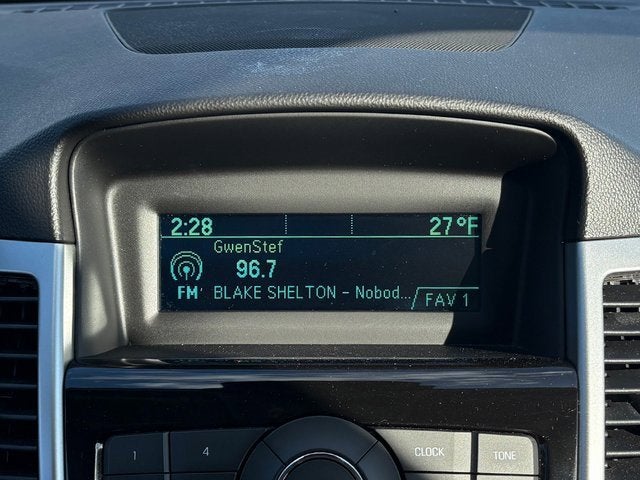 2:28 27°F
GwenStef
96.7
FM BLAKE SHELTON - Nobod... FAV 1
1 4 CLOCK TONE